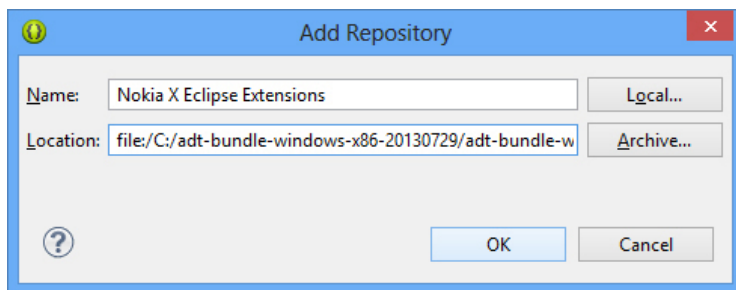 Add Repository
Name: Nokia X Eclipse Extensions Local...
Location: file:/C:/adt-bundle-windows-x86-20130729/adt-bundle-w Archive...
? OK Cancel